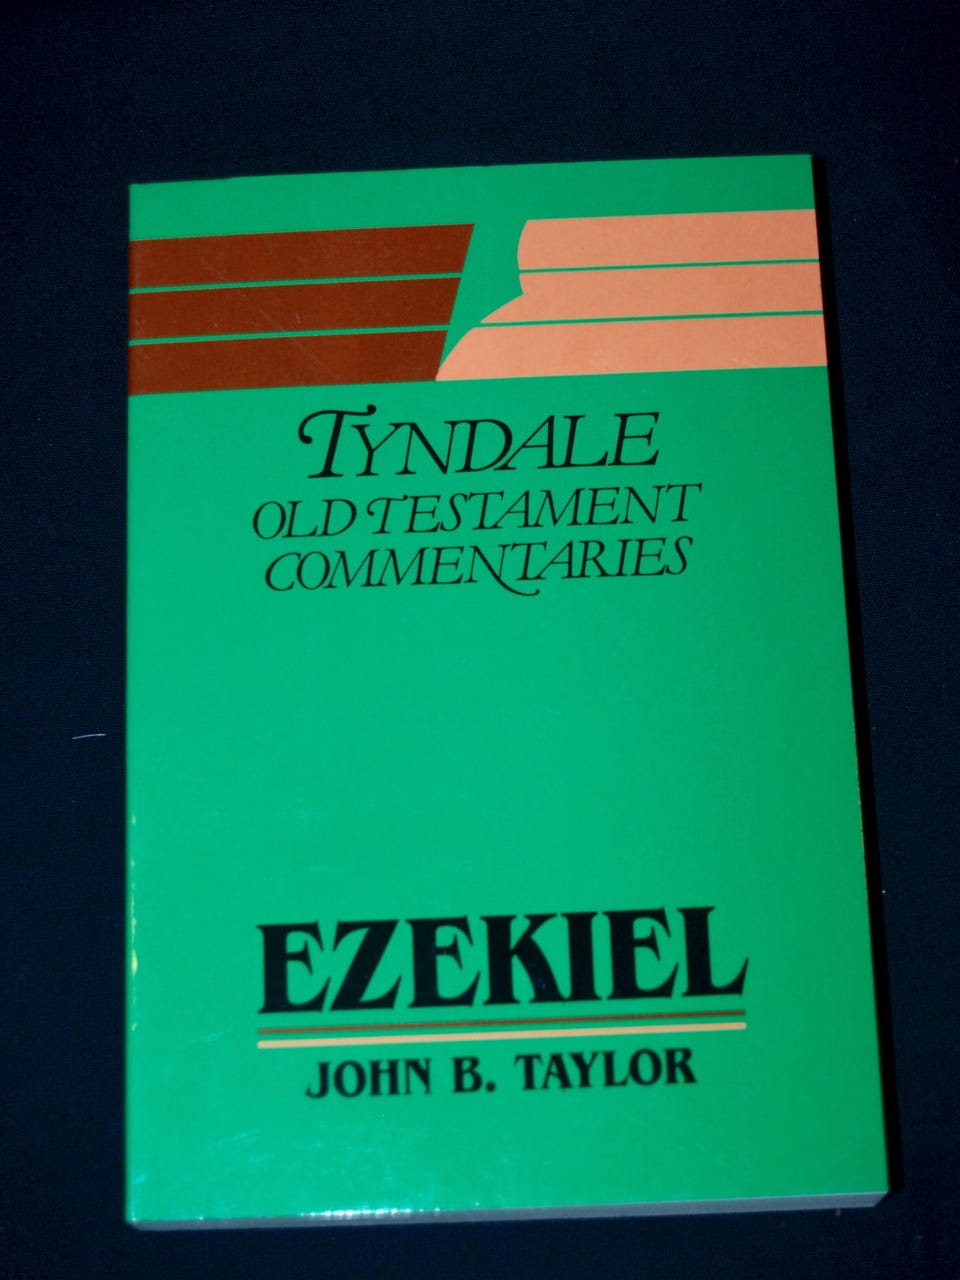 TYNDALE
OLD TESTAMENT
COMMENTARIES
EZEKIEL
JOHN B. TAYLOR